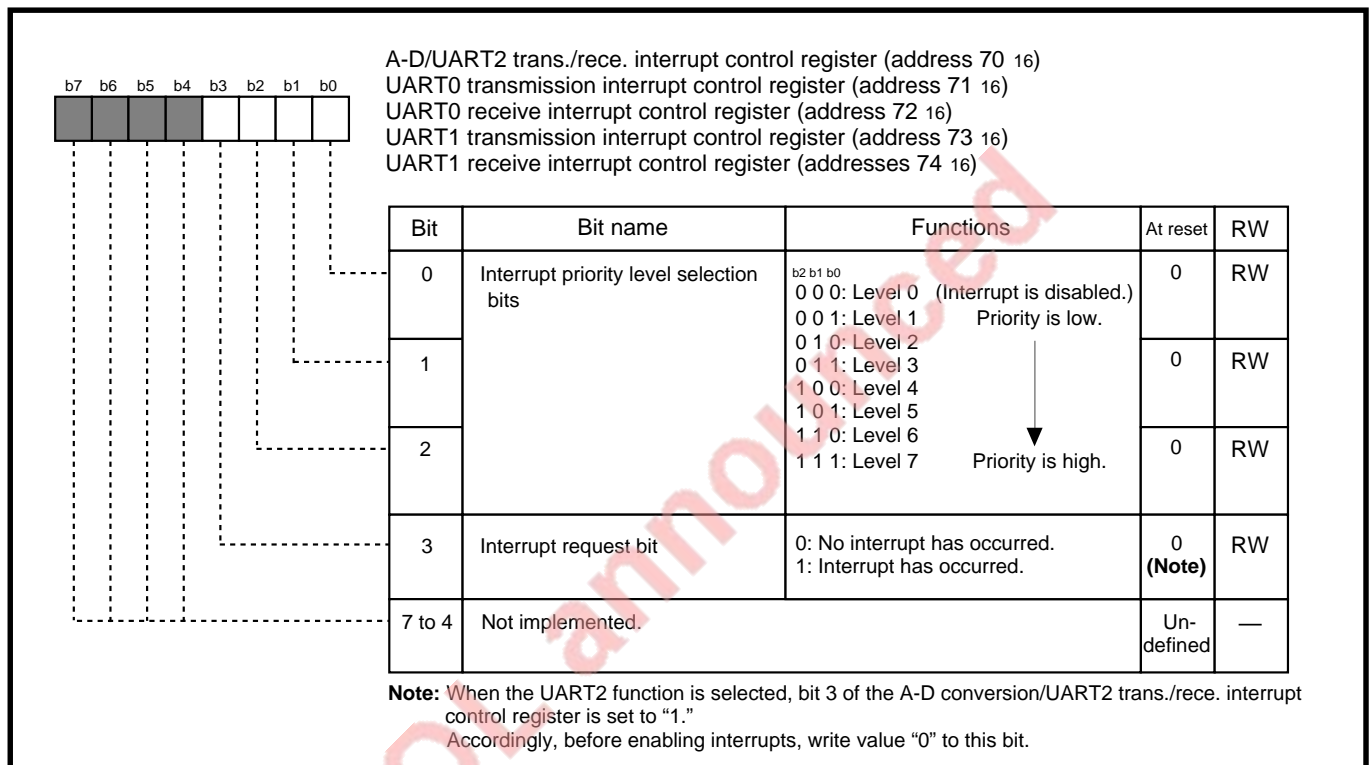 A-D/UART2 trans./rece. interrupt control register (address 70 16)
UART0 transmission interrupt control register (address 71 16)
UART0 receive interrupt control register (address 72 16)
UART1 transmission interrupt control register (address 73 16)
UART1 receive interrupt control register (addresses 74 16)
b7 b6 b5 b4 b3 b2 b1 b0
Bit Bit name Functions At reset RW
0 Interrupt priority level selection bits 0 RW
b2 b1 b0
0 0 0: Level 0 (Interrupt is disabled.)
0 0 1: Level 1 Priority is low.
0 1 0: Level 2
0 1 1: Level 3
1 0 0: Level 4
1 0 1: Level 5
1 1 0: Level 6
1 1 1: Level 7 Priority is high.
1 0 RW
2 0 RW
3 Interrupt request bit 0: No interrupt has occurred. 0 RW
1: Interrupt has occurred. (Note)
7 to 4 Not implemented. Un-
defined —
Note: When the UART2 function is selected, bit 3 of the A-D conversion/UART2 trans./rece. interrupt
control register is set to “1.”
Accordingly, before enabling interrupts, write value “0” to this bit.
OL announced